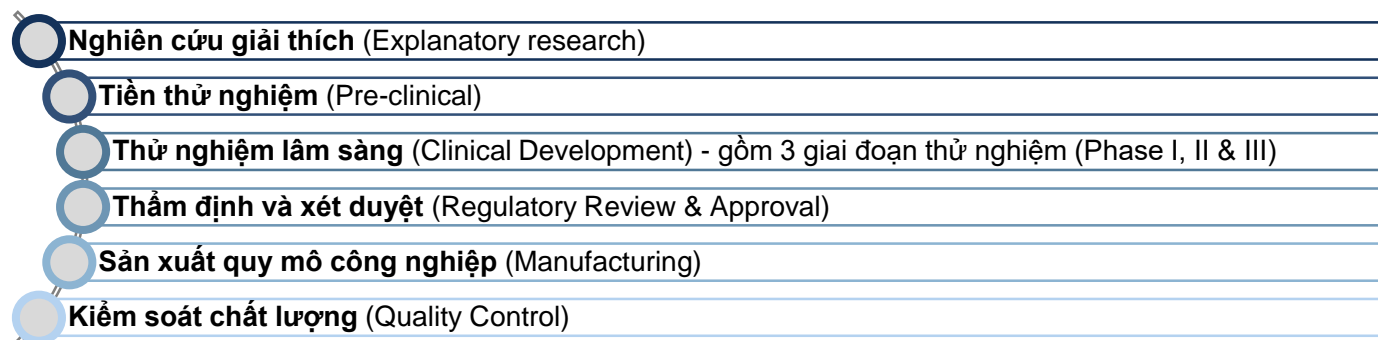 Nghiên cứu giải thích (Explanatory research)
Tiền thử nghiệm (Pre-clinical)
Thử nghiệm lâm sàng (Clinical Development) - gồm 3 giai đoạn thử nghiệm (Phase I, II & III)
Thẩm định và xét duyệt (Regulatory Review & Approval)
Sản xuất quy mô công nghiệp (Manufacturing)
Kiểm soát chất lượng (Quality Control)